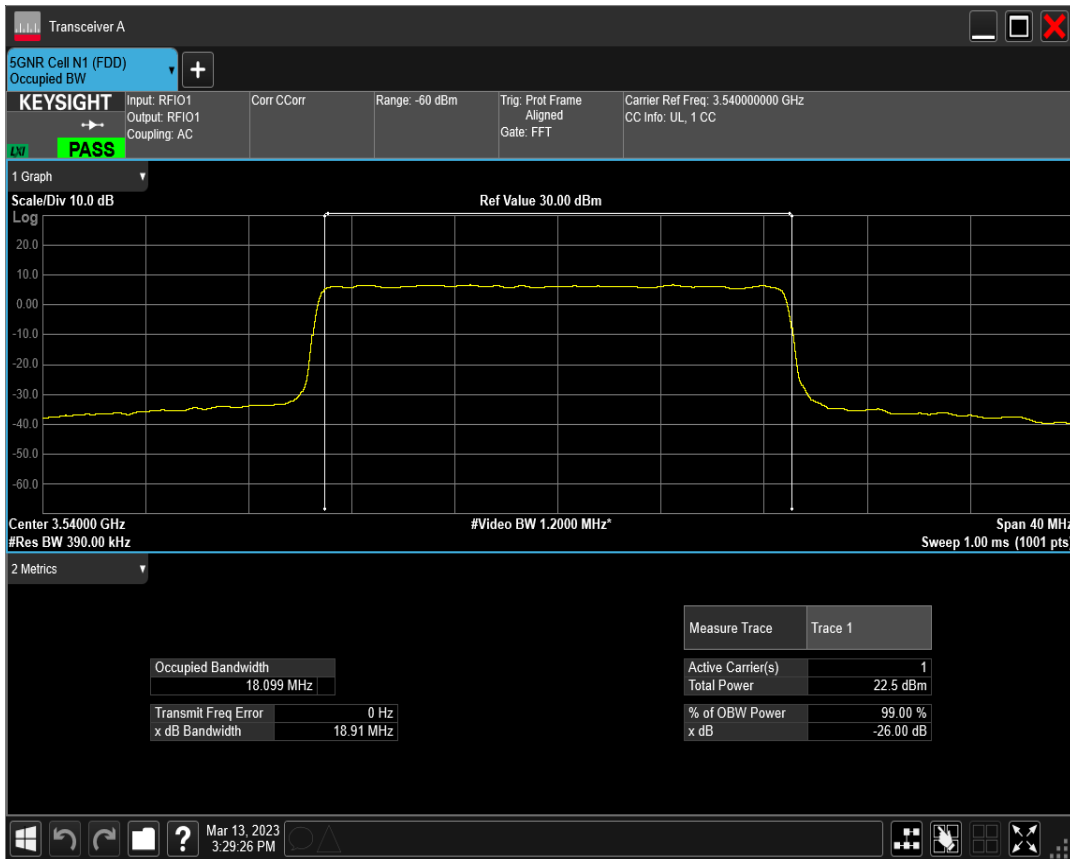 Transceiver A
5GNR Cell N1 (FDD)
Occupied BW
+
KEYSIGHT
LXI
PASS
Input: RFIO1
Output: RFIO1
Coupling: AC
Corr CCorr
Range: -60 dBm
Trig: Prot Frame
Aligned
Gate: FFT
Carrier Ref Freq: 3.540000000 GHz
CC Info: UL, 1 CC
1 Graph
Scale/Div 10.0 dB
Ref Value 30.00 dBm
Log
20.0
10.0
0.00
-10.0
-20.0
-30.0
-40.0
-50.0
-60.0
Center 3.54000 GHz
#Video BW 1.2000 MHz*
Span 40 MHz
#Res BW 390.00 kHz
Sweep 1.00 ms (1001 pts)
2 Metrics
Measure Trace Trace 1
Occupied Bandwidth
18.099 MHz
Active Carrier(s) 1
Total Power 22.5 dBm
Transmit Freq Error 0 Hz
x dB Bandwidth 18.91 MHz
% of OBW Power 99.00 %
x dB -26.00 dB
?
Mar 13, 2023
3:29:26 PM